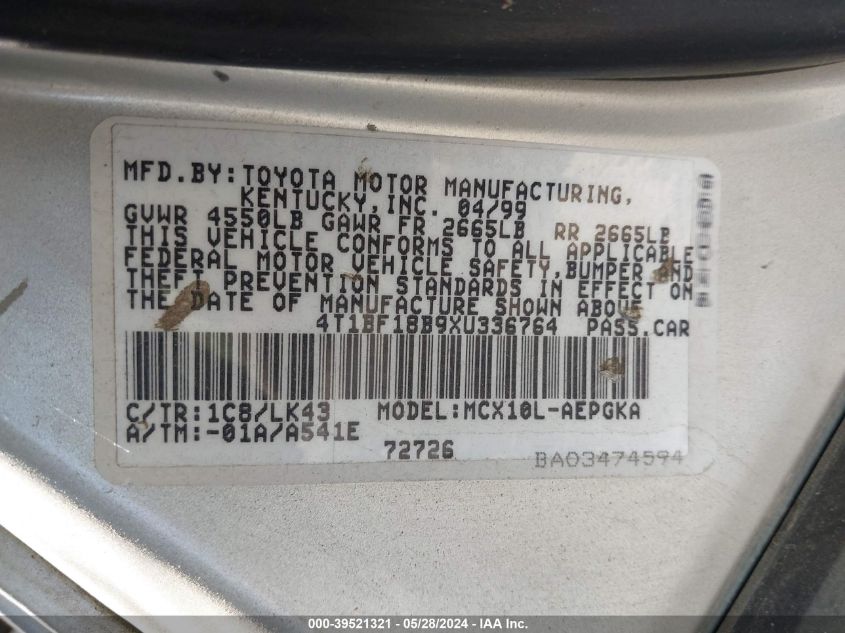 MFD.BY:TOYOTA MOTOR MANUFACTURING,
KENTUCKY,INC. 04/99
GVWR 4550LB GAWR FR 2665LB RR 2665LB
THIS VEHICLE CONFORMS TO ALL APPLICABLE
FEDERAL MOTOR VEHICLE SAFETY,BUMPER AND
THEFT PREVENTION STANDARDS IN EFFECT ON
THE DATE OF MANUFACTURE SHOWN ABOVE
4T1BF18B9XU336764 PASS.CAR
C/TR:1C8/LK43 MODEL:MCX10L-AEPGKA
A/TM:-01A/A541E
72726
BA03474594
000-39521321 - 05/28/2024 - IAA Inc.